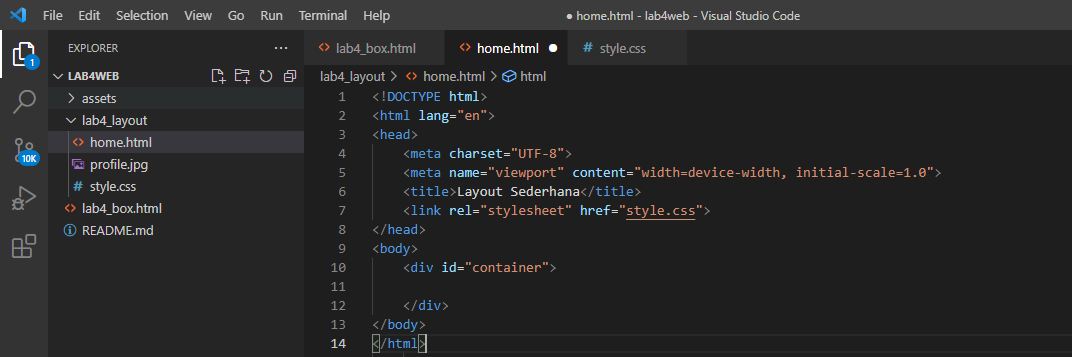 File Edit Selection View Go Run Terminal Help ● home.html - lab4web - Visual Studio Code
EXPLORER ···
LAB4WEB
assets
lab4_layout
<> home.html
profile.jpg
# style.css
<> lab4_box.html
README.md
1
10K
<> lab4_box.html <> home.html ● # style.css
lab4_layout > <> home.html > html
1 <!DOCTYPE html>
2 <html lang="en">
3 <head>
4 <meta charset="UTF-8">
5 <meta name="viewport" content="width=device-width, initial-scale=1.0">
6 <title>Layout Sederhana</title>
7 <link rel="stylesheet" href="style.css">
8 </head>
9 <body>
10 <div id="container">
11
12 </div>
13 </body>
14 </html>